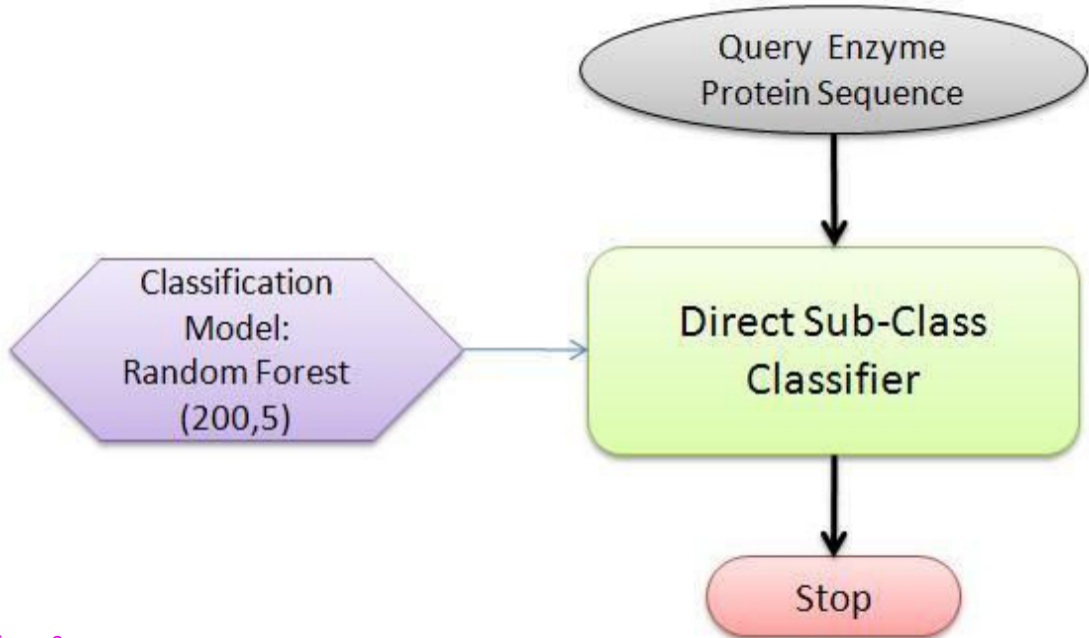 Query Enzyme
Protein Sequence
Classification
Model:
Random Forest
(200,5)
Direct Sub-Class
Classifier
Stop